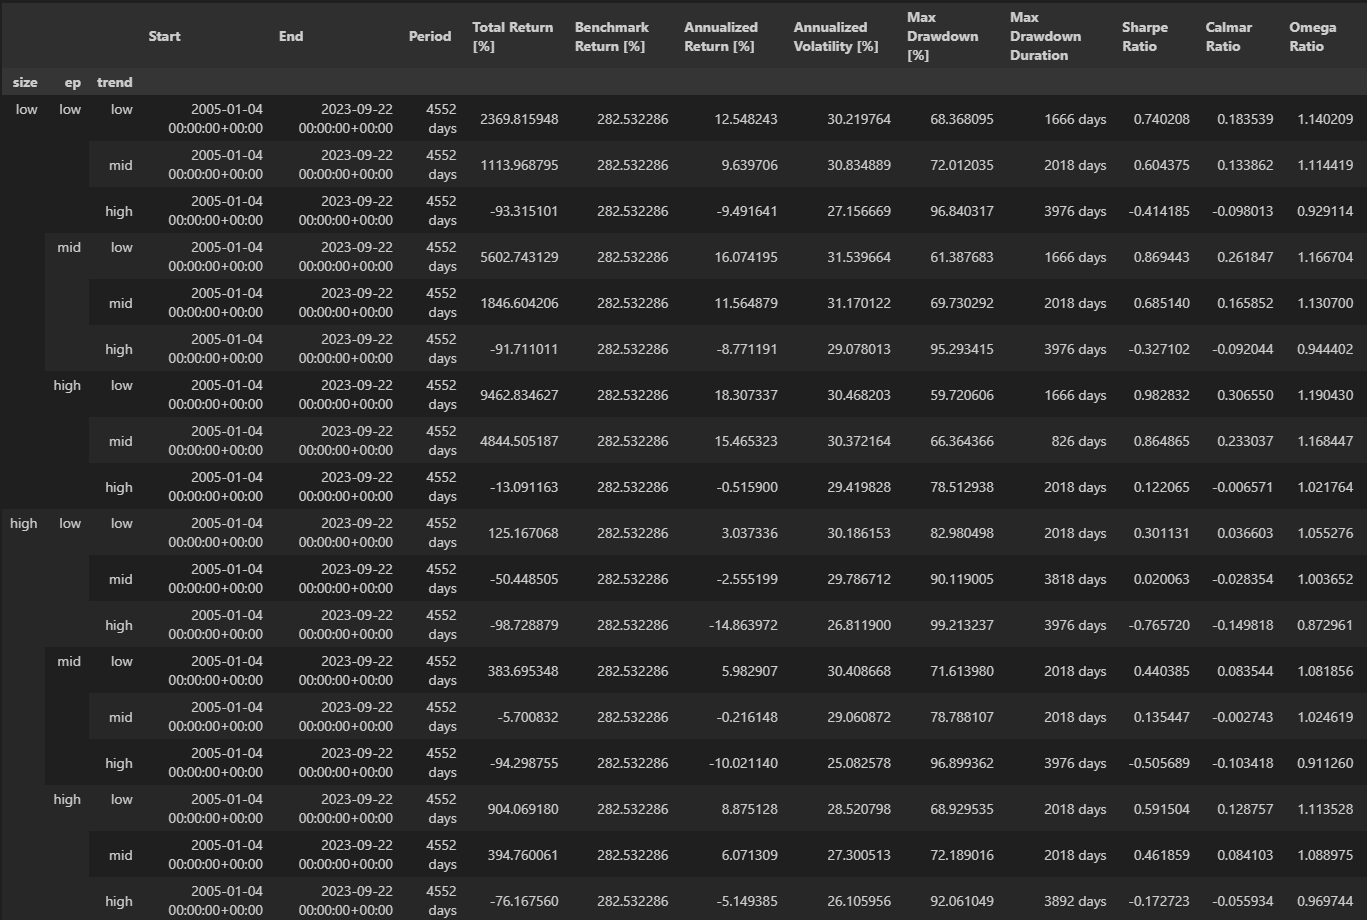 Start End Period Total Return [%] Benchmark Return [%] Annualized Return [%] Annualized Volatility [%] Max Drawdown [%] Max Drawdown Duration Sharpe Ratio Calmar Ratio Omega Ratio
size ep trend
low low low 2005-01-04 00:00:00+00:00 2023-09-22 00:00:00+00:00 4552 days 2369.815948 282.532286 12.548243 30.219764 68.368095 1666 days 0.740208 0.183539 1.140209
mid 2005-01-04 00:00:00+00:00 2023-09-22 00:00:00+00:00 4552 days 1113.968795 282.532286 9.639706 30.834889 72.012035 2018 days 0.604375 0.133862 1.114419
high 2005-01-04 00:00:00+00:00 2023-09-22 00:00:00+00:00 4552 days -93.315101 282.532286 -9.491641 27.156669 96.840317 3976 days -0.414185 -0.098013 0.929114
mid low 2005-01-04 00:00:00+00:00 2023-09-22 00:00:00+00:00 4552 days 5602.743129 282.532286 16.074195 31.539664 61.387683 1666 days 0.869443 0.261847 1.166704
mid 2005-01-04 00:00:00+00:00 2023-09-22 00:00:00+00:00 4552 days 1846.604206 282.532286 11.564879 31.170122 69.730292 2018 days 0.685140 0.165852 1.130700
high 2005-01-04 00:00:00+00:00 2023-09-22 00:00:00+00:00 4552 days -91.711011 282.532286 -8.771191 29.078013 95.293415 3976 days -0.327102 -0.092044 0.944402
high low 2005-01-04 00:00:00+00:00 2023-09-22 00:00:00+00:00 4552 days 9462.834627 282.532286 18.307337 30.468203 59.720606 1666 days 0.982832 0.306550 1.190430
mid 2005-01-04 00:00:00+00:00 2023-09-22 00:00:00+00:00 4552 days 4844.505187 282.532286 15.465323 30.372164 66.364366 826 days 0.864865 0.233037 1.168447
high 2005-01-04 00:00:00+00:00 2023-09-22 00:00:00+00:00 4552 days -13.091163 282.532286 -0.515900 29.419828 78.512938 2018 days 0.122065 -0.006571 1.021764
high low low 2005-01-04 00:00:00+00:00 2023-09-22 00:00:00+00:00 4552 days 125.167068 282.532286 3.037336 30.186153 82.980498 2018 days 0.301131 0.036603 1.055276
mid 2005-01-04 00:00:00+00:00 2023-09-22 00:00:00+00:00 4552 days -50.448505 282.532286 -2.555199 29.786712 90.119005 3818 days 0.020063 -0.028354 1.003652
high 2005-01-04 00:00:00+00:00 2023-09-22 00:00:00+00:00 4552 days -98.728879 282.532286 -14.863972 26.811900 99.213237 3976 days -0.765720 -0.149818 0.872961
mid low 2005-01-04 00:00:00+00:00 2023-09-22 00:00:00+00:00 4552 days 383.695348 282.532286 5.982907 30.408668 71.613980 2018 days 0.440385 0.083544 1.081856
mid 2005-01-04 00:00:00+00:00 2023-09-22 00:00:00+00:00 4552 days -5.700832 282.532286 -0.216148 29.060872 78.788107 2018 days 0.135447 -0.002743 1.024619
high 2005-01-04 00:00:00+00:00 2023-09-22 00:00:00+00:00 4552 days -94.298755 282.532286 -10.021140 25.082578 96.899362 3976 days -0.505689 -0.103418 0.911260
high low 2005-01-04 00:00:00+00:00 2023-09-22 00:00:00+00:00 4552 days 904.069180 282.532286 8.875128 28.520798 68.929535 2018 days 0.591504 0.128757 1.113528
mid 2005-01-04 00:00:00+00:00 2023-09-22 00:00:00+00:00 4552 days 394.760061 282.532286 6.071309 27.300513 72.189016 2018 days 0.461859 0.084103 1.088975
high 2005-01-04 00:00:00+00:00 2023-09-22 00:00:00+00:00 4552 days -76.167560 282.532286 -5.149385 26.105956 92.061049 3892 days -0.172723 -0.055934 0.969744